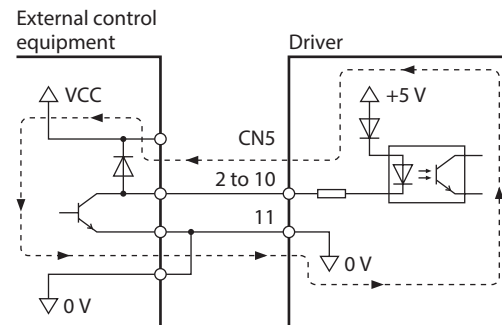 External control
equipment
Driver
VCC
+5 V
CN5
2 to 10
11
0 V
0 V